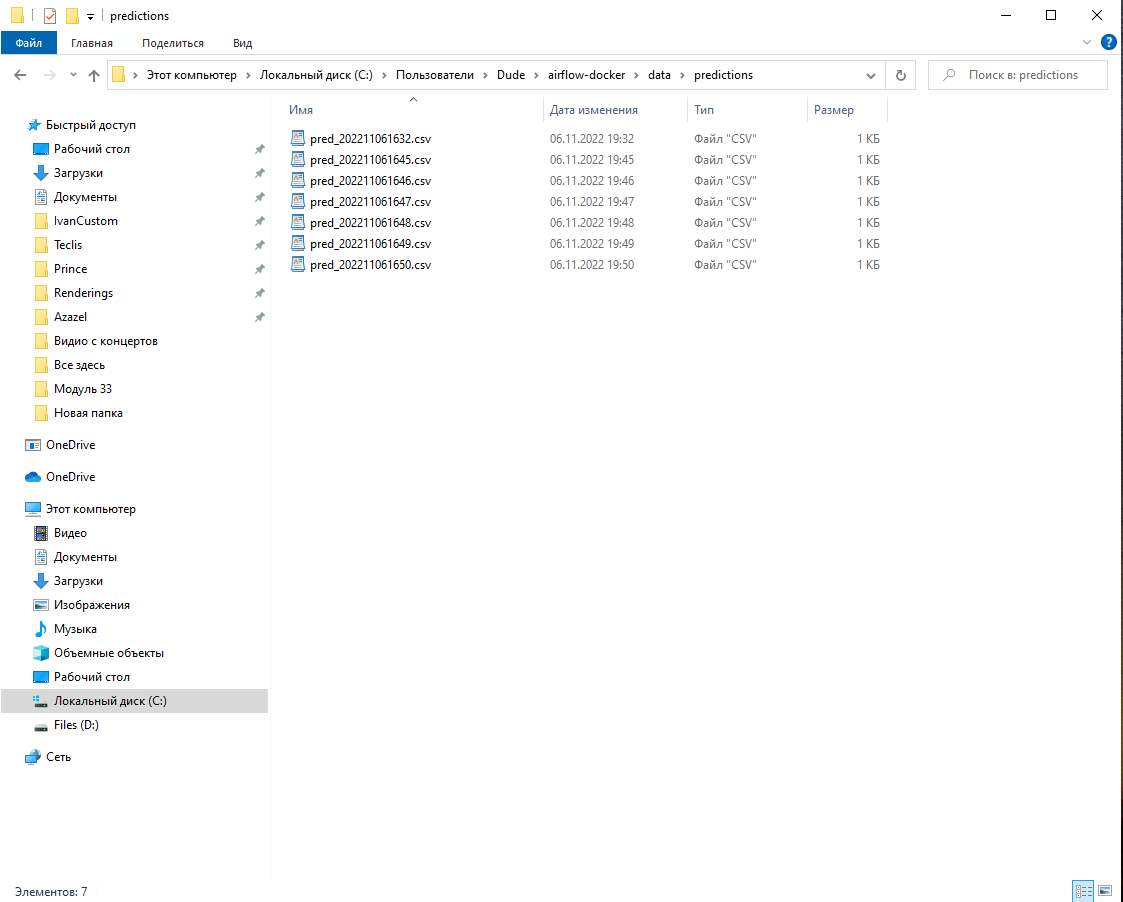 predictions
Файл Главная Поделиться Вид
Этот компьютер Локальный диск (C:) Пользователи Dude airflow-docker data predictions
Поиск в: predictions
Быстрый доступ
Рабочий стол
Загрузки
Документы
IvanCustom
Teclis
Prince
Renderings
Azazel
Видио с концертов
Все здесь
Модуль 33
Новая папка
OneDrive
OneDrive
Этот компьютер
Видео
Документы
Загрузки
Изображения
Музыка
Объемные объекты
Рабочий стол
Локальный диск (C:)
Files (D:)
Сеть
Имя Дата изменения Тип Размер
pred_202211061632.csv 06.11.2022 19:32 Файл "CSV" 1 КБ
pred_202211061645.csv 06.11.2022 19:45 Файл "CSV" 1 КБ
pred_202211061646.csv 06.11.2022 19:46 Файл "CSV" 1 КБ
pred_202211061647.csv 06.11.2022 19:47 Файл "CSV" 1 КБ
pred_202211061648.csv 06.11.2022 19:48 Файл "CSV" 1 КБ
pred_202211061649.csv 06.11.2022 19:49 Файл "CSV" 1 КБ
pred_202211061650.csv 06.11.2022 19:50 Файл "CSV" 1 КБ
Элементов: 7